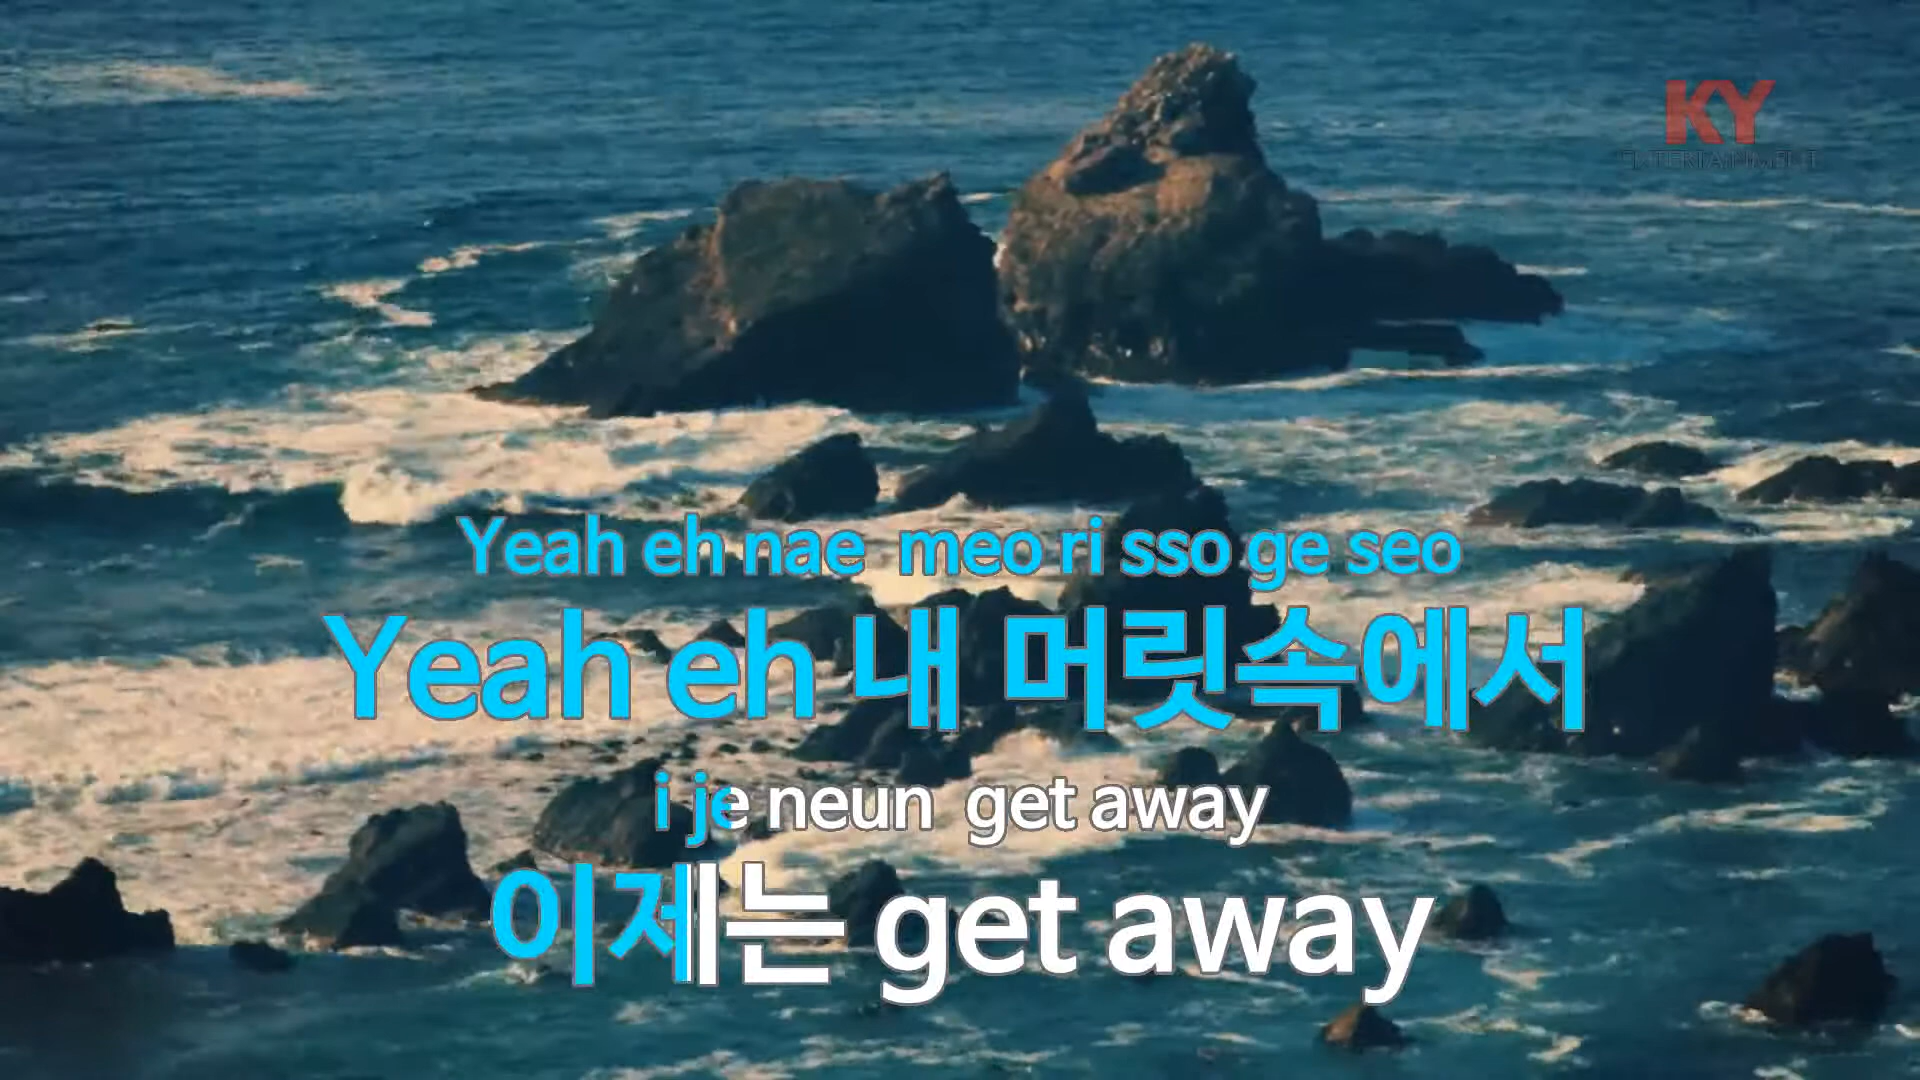 KY
ENTERTAINMENT
Yeah eh nae meo ri sso ge seo
Yeah eh 내 머릿속에서
i je neun get away
이제는 get away